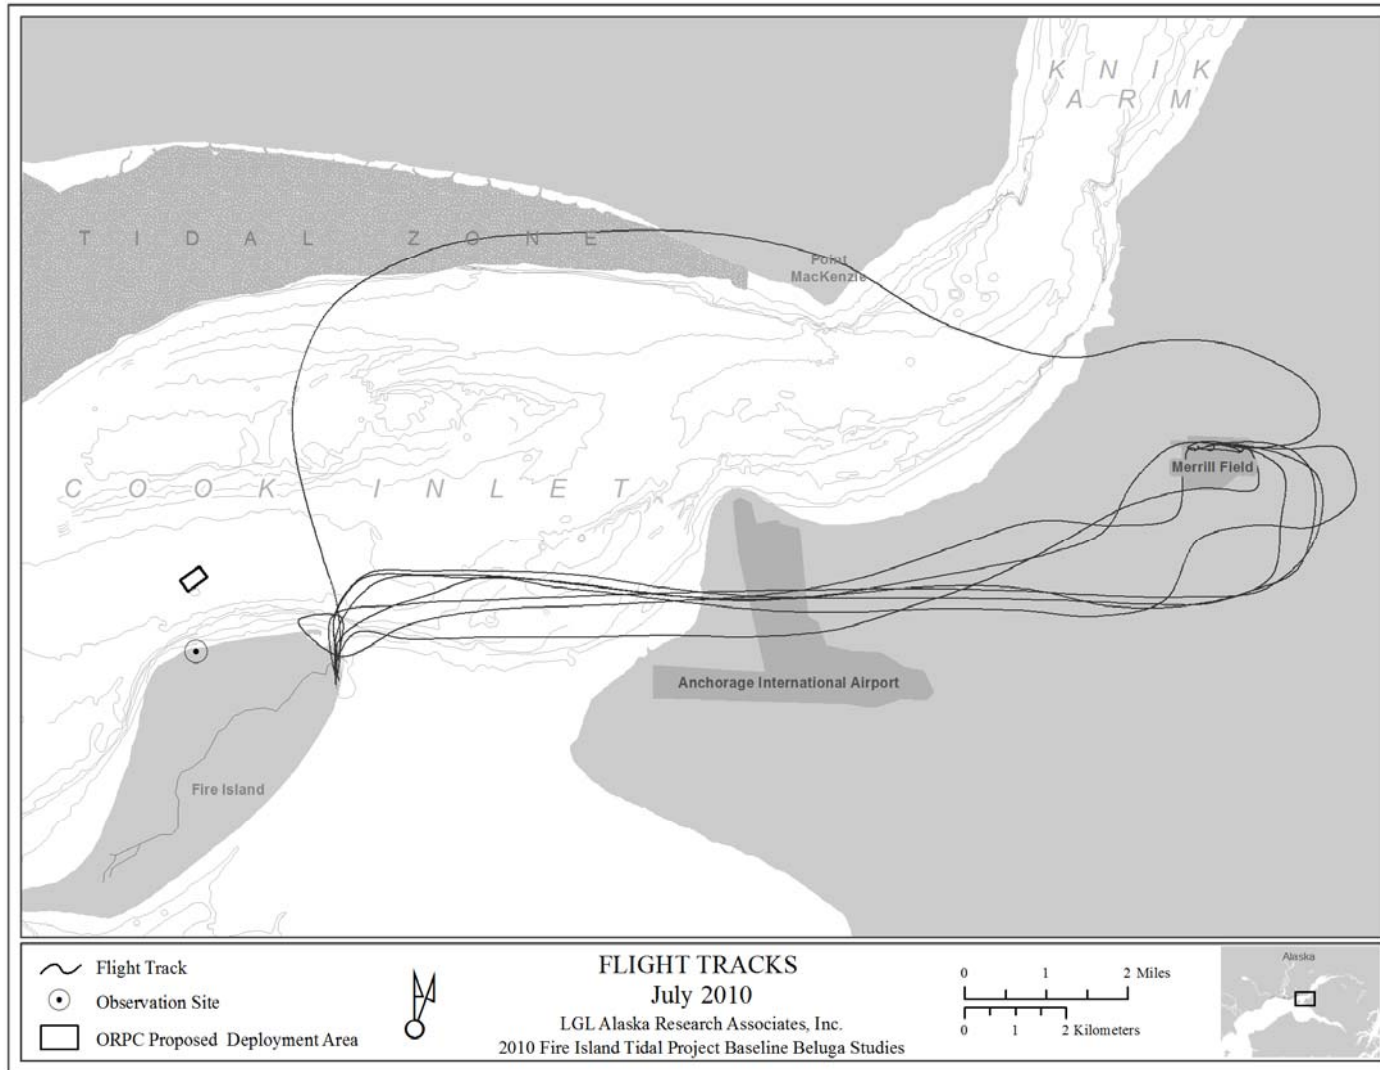 K N I K
A R M
T I D A L Z O N E
Point
MacKenzie
Merrill Field
C O O K I N L E T
Anchorage International Airport
Fire Island
Flight Track
Observation Site
ORPC Proposed Deployment Area
N
FLIGHT TRACKS
July 2010
LGL Alaska Research Associates, Inc.
2010 Fire Island Tidal Project Baseline Beluga Studies
0 1 2 Miles
0 1 2 Kilometers
Alaska